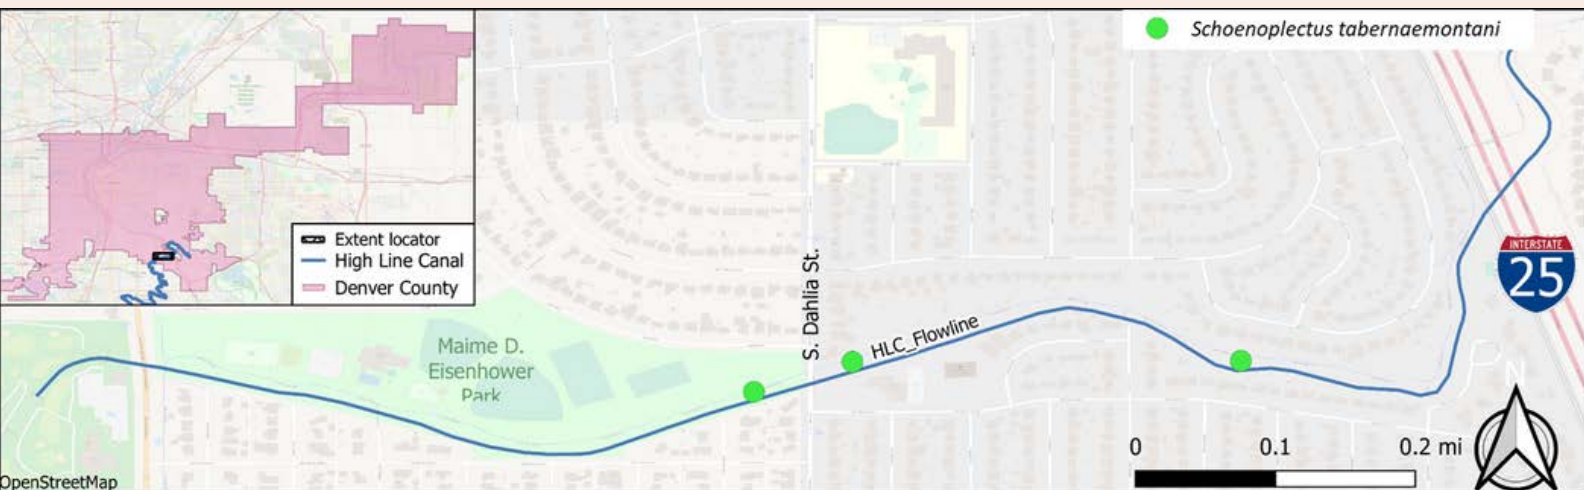 Schoenoplectus tabernaemontani
Extent locator
High Line Canal
Denver County
S. Dahlia St.
HLC_Flowline
Maime D.
Eisenhower
Park
INTERSTATE
25
N
0 0.1 0.2 mi
OpenStreetMap